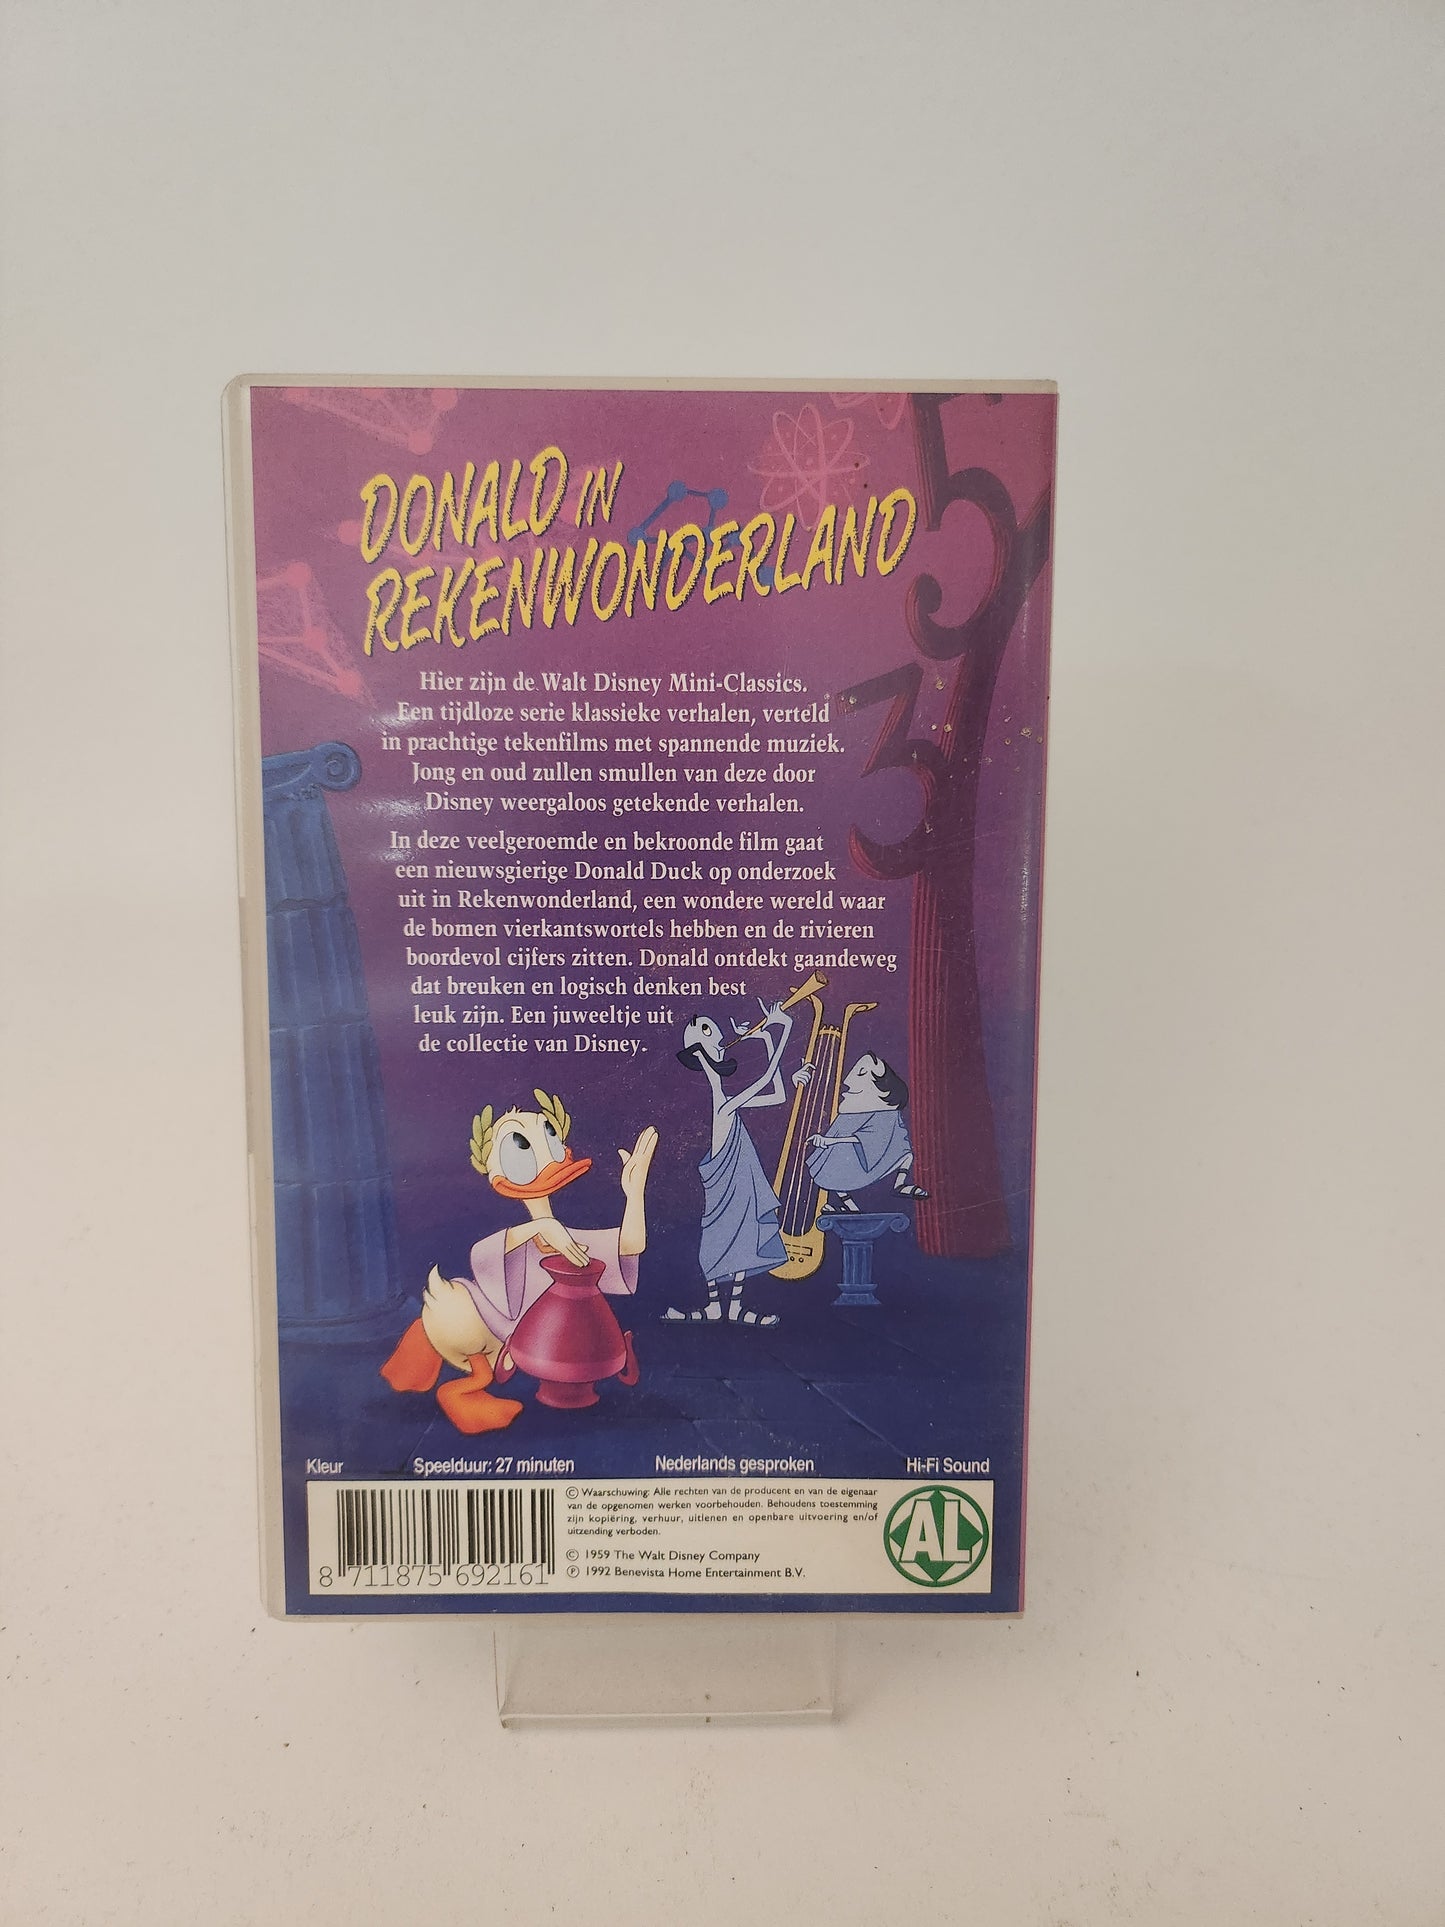 DONALD IN
REKENWONDERLAND
Hier zijn de Walt Disney Mini-Classics.
Een tijdloze serie klassieke verhalen, verteld
in prachtige tekenfilms met spannende muziek.
Jong en oud zullen smullen van deze door
Disney weergaloos getekende verhalen.
In deze veelgeroemde en bekroonde film gaat
een nieuwsgierige Donald Duck op onderzoek
uit in Rekenwonderland, een wondere wereld waar
de bomen vierkantswortels hebben en de rivieren
boordevol cijfers zitten. Donald ontdekt gaandeweg
dat breuken en logisch denken best
leuk zijn. Een juweeltje uit
de collectie van Disney.
Kleur Speelduur: 27 minuten Nederlands gesproken Hi-Fi Sound
© Waarschuwing: Alle rechten van de producent en van de eigenaar
van de opgenomen werken voorbehouden. Behoudens toestemming
zijn kopiëring, verhuur, uitlenen en openbare uitvoering en/of
uitzending verboden.
© 1959 The Walt Disney Company
℗ 1992 Benevista Home Entertainment B.V.
8 711875 692161
AL
5
3
3